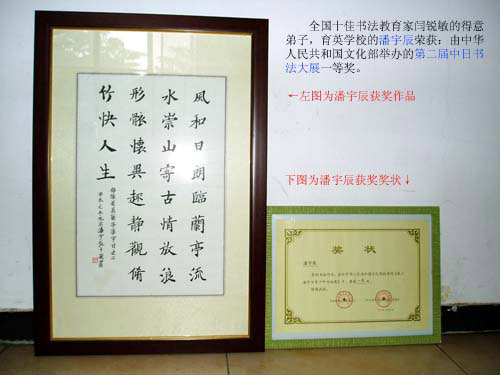 全国十佳书法教育家闫锐敏的得意
弟子，育英学校的潘宇辰荣获：由中华
人民共和国文化部举办的第二届中日书
法大展一等奖。
←左图为潘宇辰获奖作品
下图为潘宇辰获奖奖状↓
風和日朗臨蘭亭流
水崇山寄古情放浪
形骸懷異趣静觀脩
竹快人生
奖状